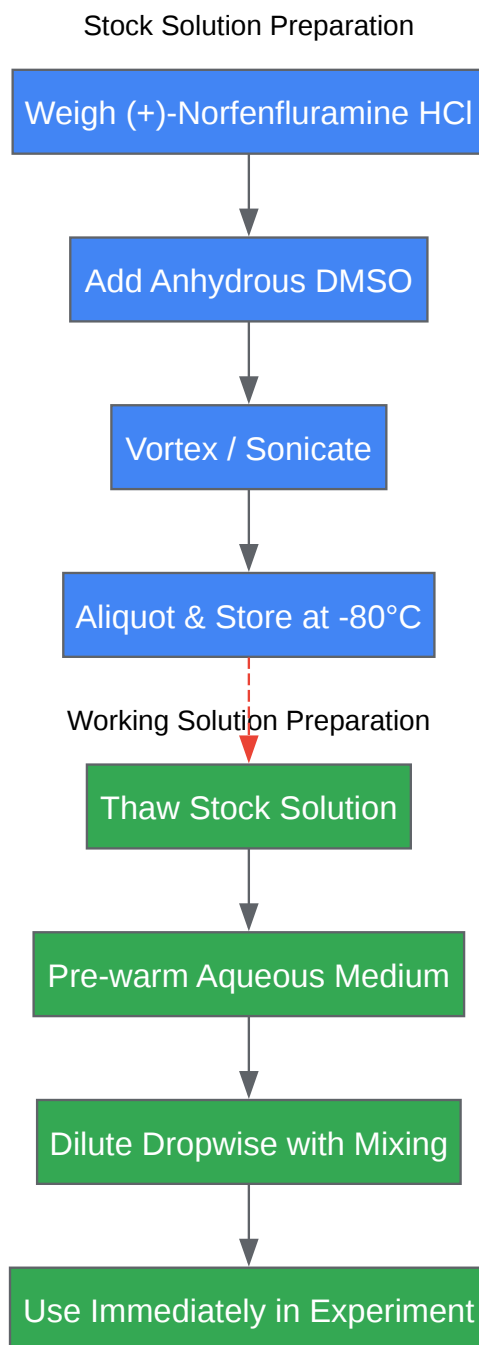 Stock Solution Preparation
Weigh (+)-Norfenfluramine HCl
Add Anhydrous DMSO
Vortex / Sonicate
Aliquot & Store at -80°C
Working Solution Preparation
Thaw Stock Solution
Pre-warm Aqueous Medium
Dilute Dropwise with Mixing
Use Immediately in Experiment